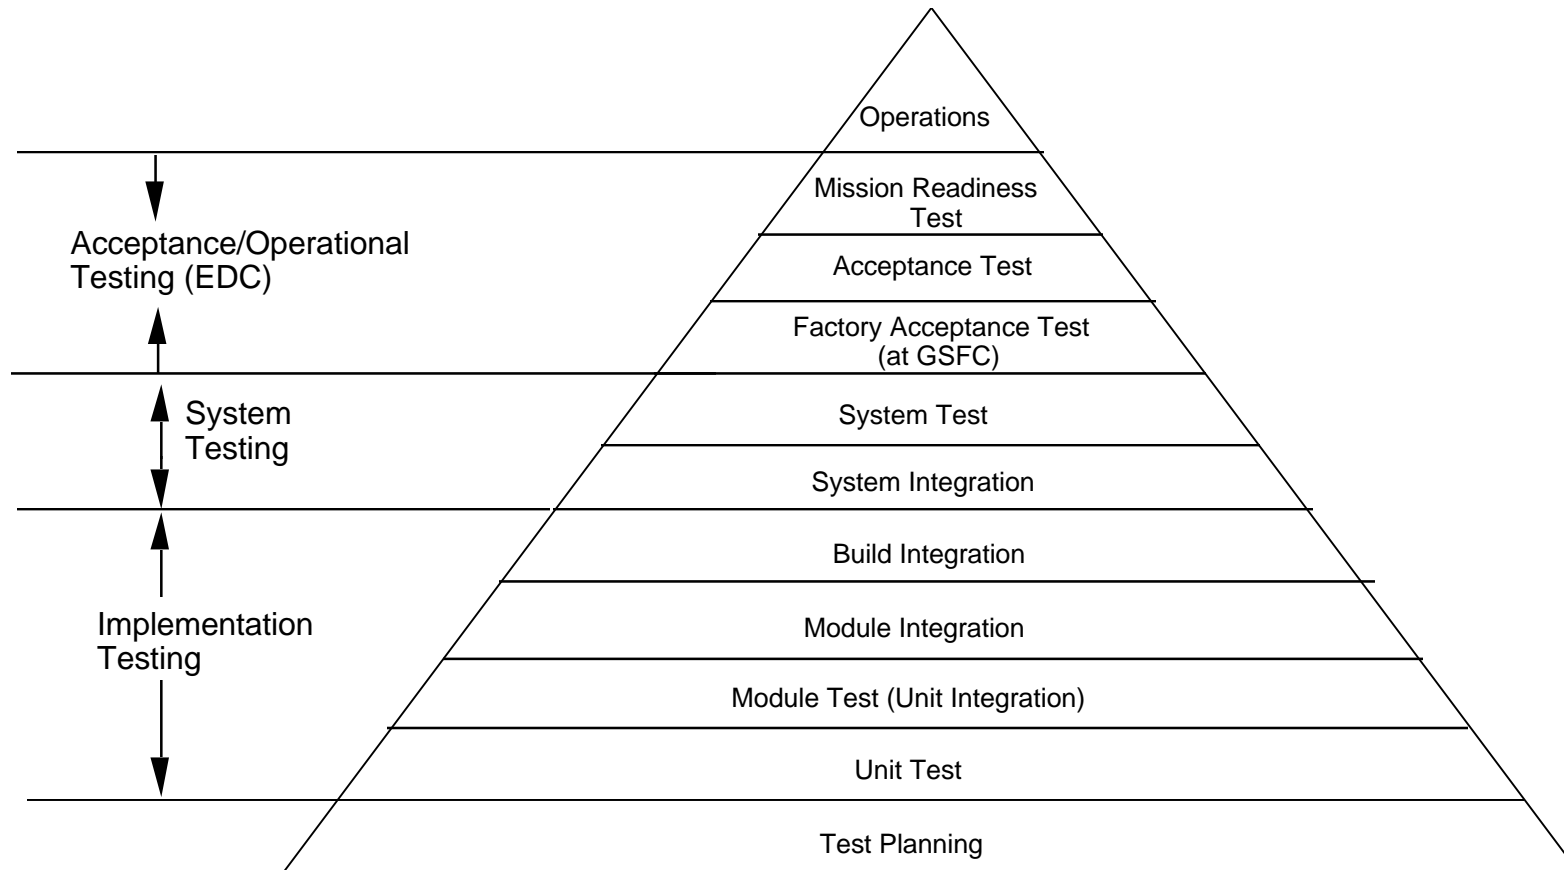 Operations
Mission Readiness
Test
Acceptance/Operational
Testing (EDC)
Acceptance Test
Factory Acceptance Test
(at GSFC)
System
Testing
System Test
System Integration
Implementation
Testing
Build Integration
Module Integration
Module Test (Unit Integration)
Unit Test
Test Planning